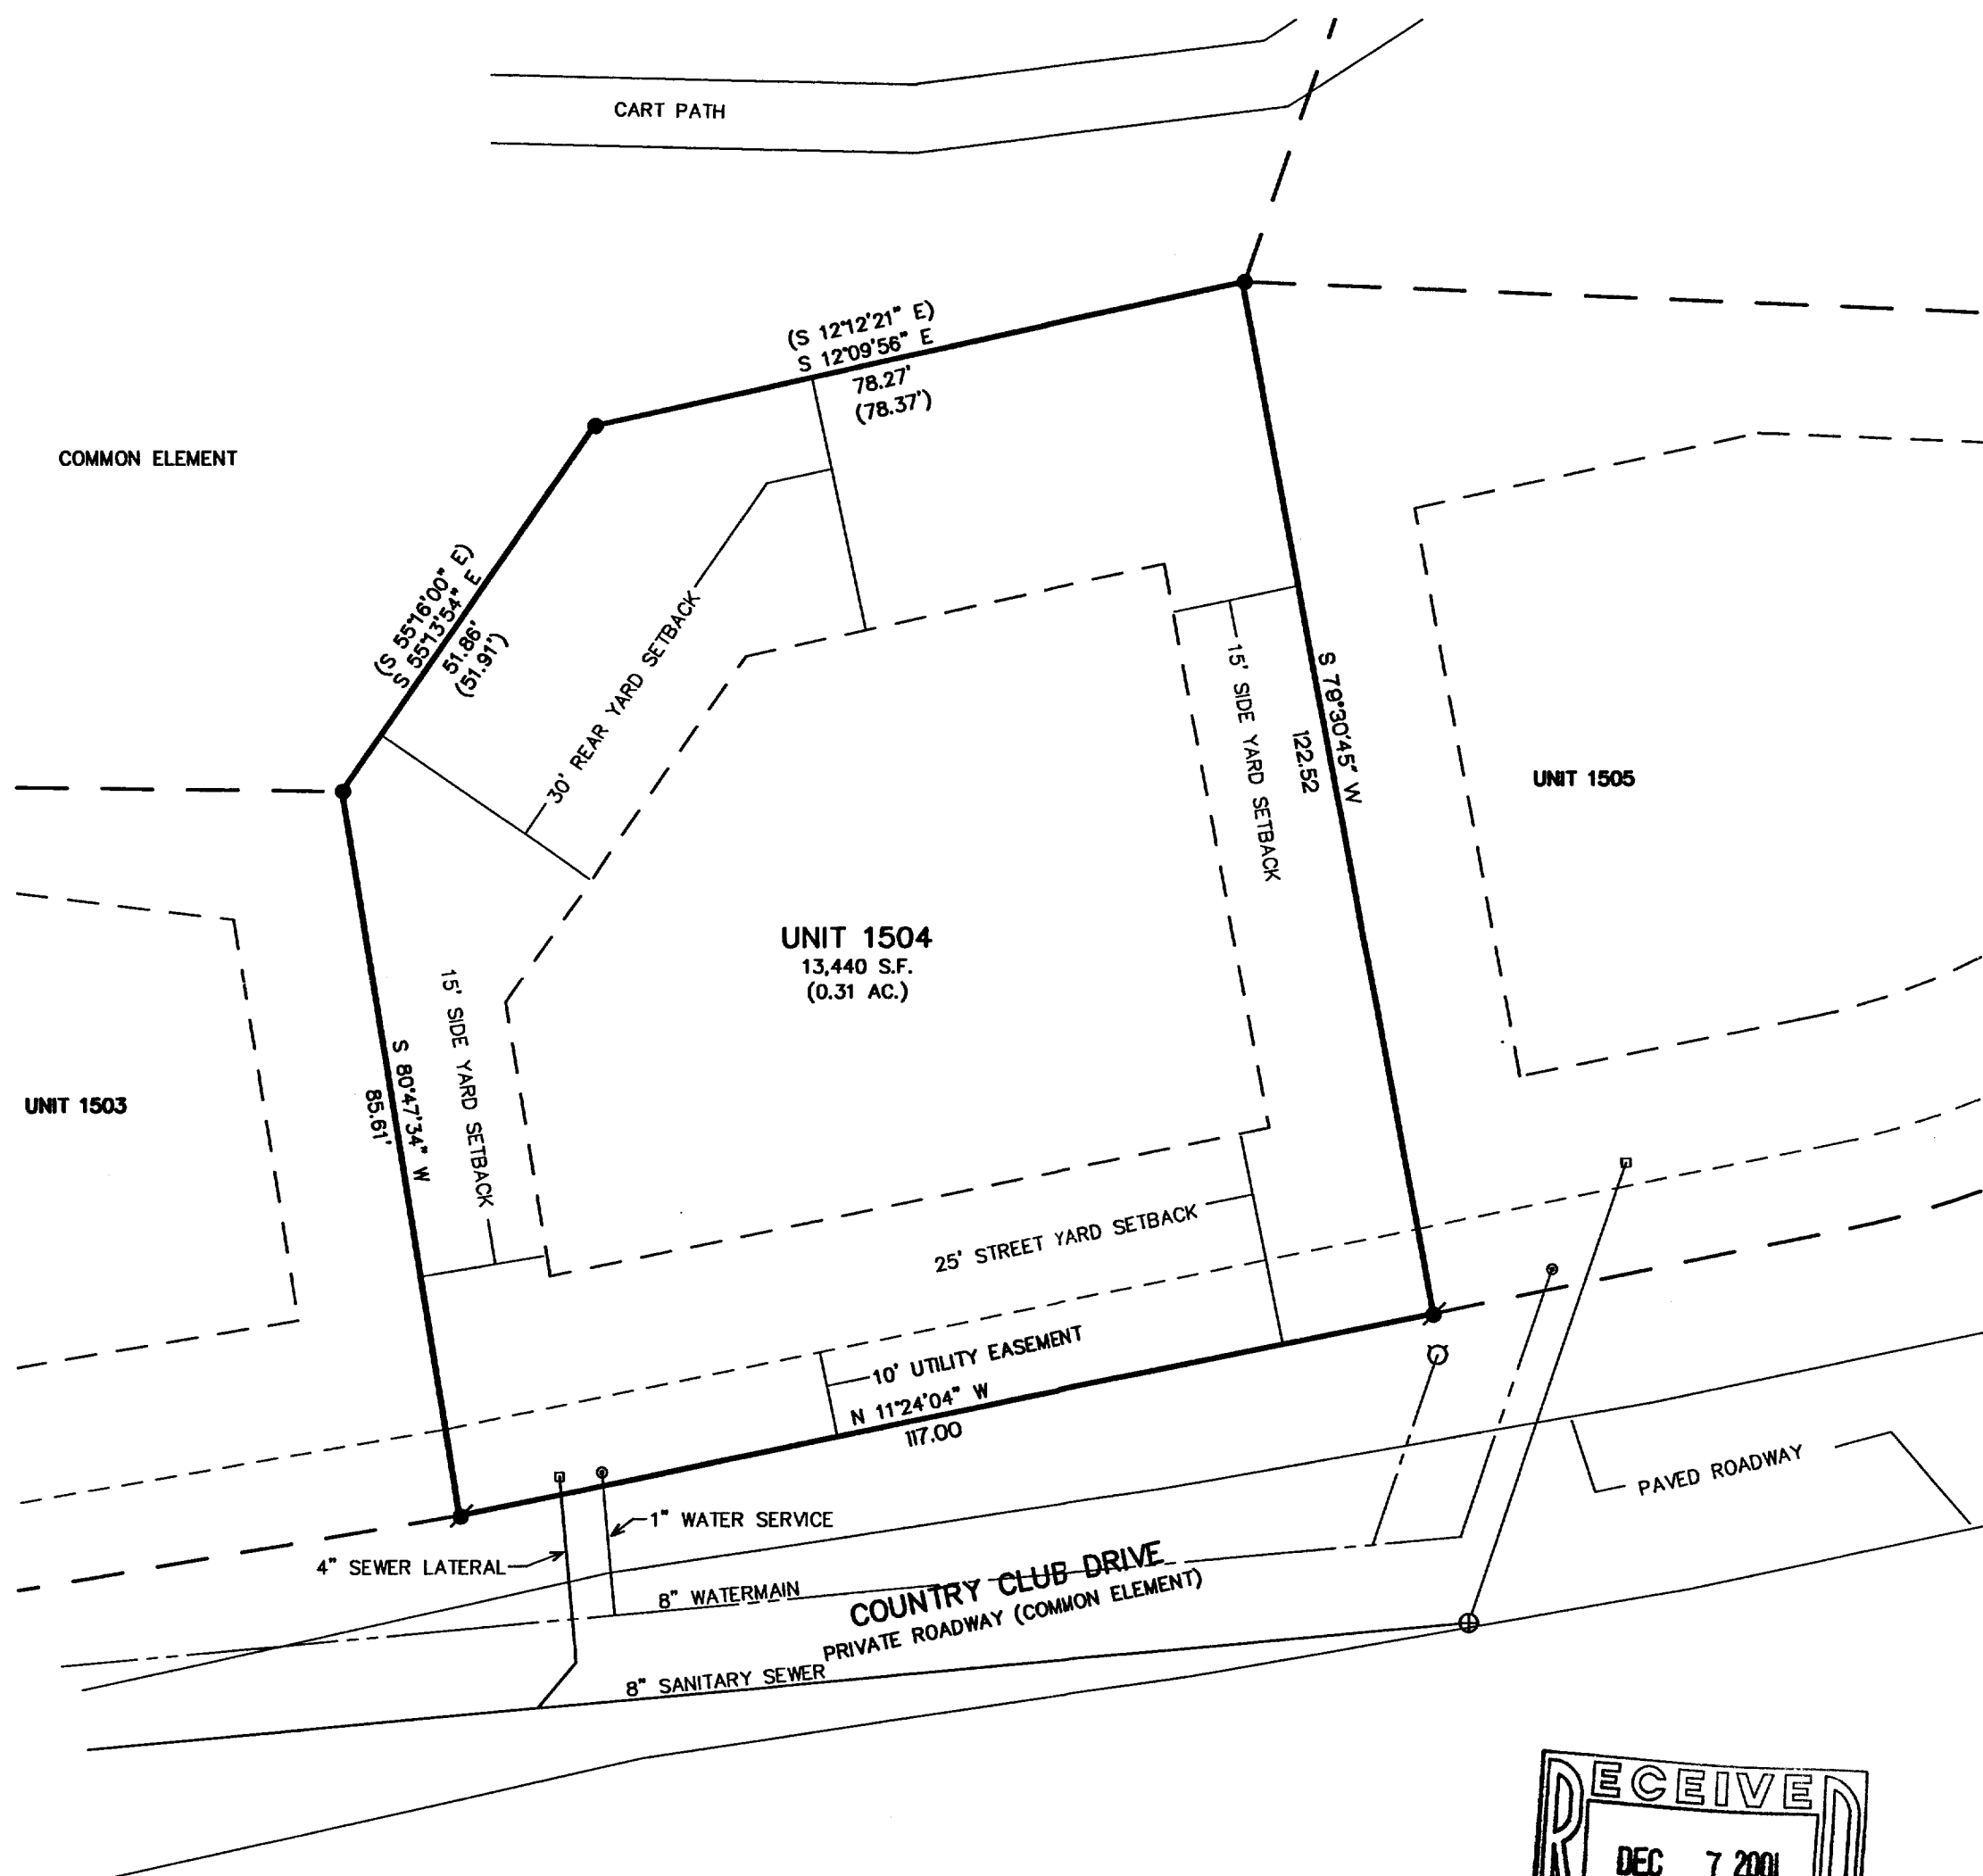 CART PATH
(S 12°12'21" E)
S 12°09'56" E
78.27'
(78.37')
COMMON ELEMENT
(S 55°16'00" E)
S 55°13'54" E
51.86'
(51.91')
30' REAR YARD SETBACK
15' SIDE YARD SETBACK
S 79°30'45" W
122.52
UNIT 1505
UNIT 1504
13,440 S.F.
(0.31 AC.)
15' SIDE YARD SETBACK
S 80°47'34" W
85.61'
UNIT 1503
25' STREET YARD SETBACK
10' UTILITY EASEMENT
N 11°24'04" W
117.00
PAVED ROADWAY
1" WATER SERVICE
4" SEWER LATERAL
8" WATERMAIN
COUNTRY CLUB DRIVE
PRIVATE ROADWAY (COMMON ELEMENT)
8" SANITARY SEWER
RECEIVED
DEC 7 2001